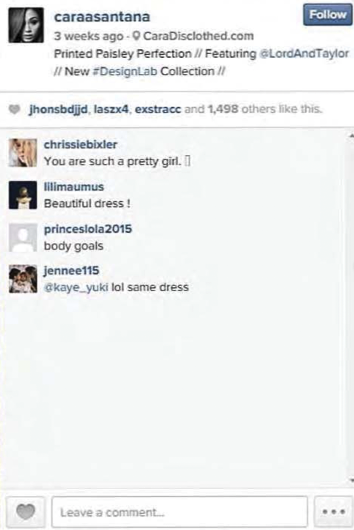 caraasantana
Follow
3 weeks ago · CaraDisclothed.com
Printed Paisley Perfection // Featuring @LordAndTaylor
// New #DesignLab Collection //
jhonsbdjjd, laszx4, exstracc and 1,498 others like this.
chrissiebixler
You are such a pretty girl.
lilimaumus
Beautiful dress !
princeslola2015
body goals
jennee115
@kaye_yuki lol same dress
Leave a comment...